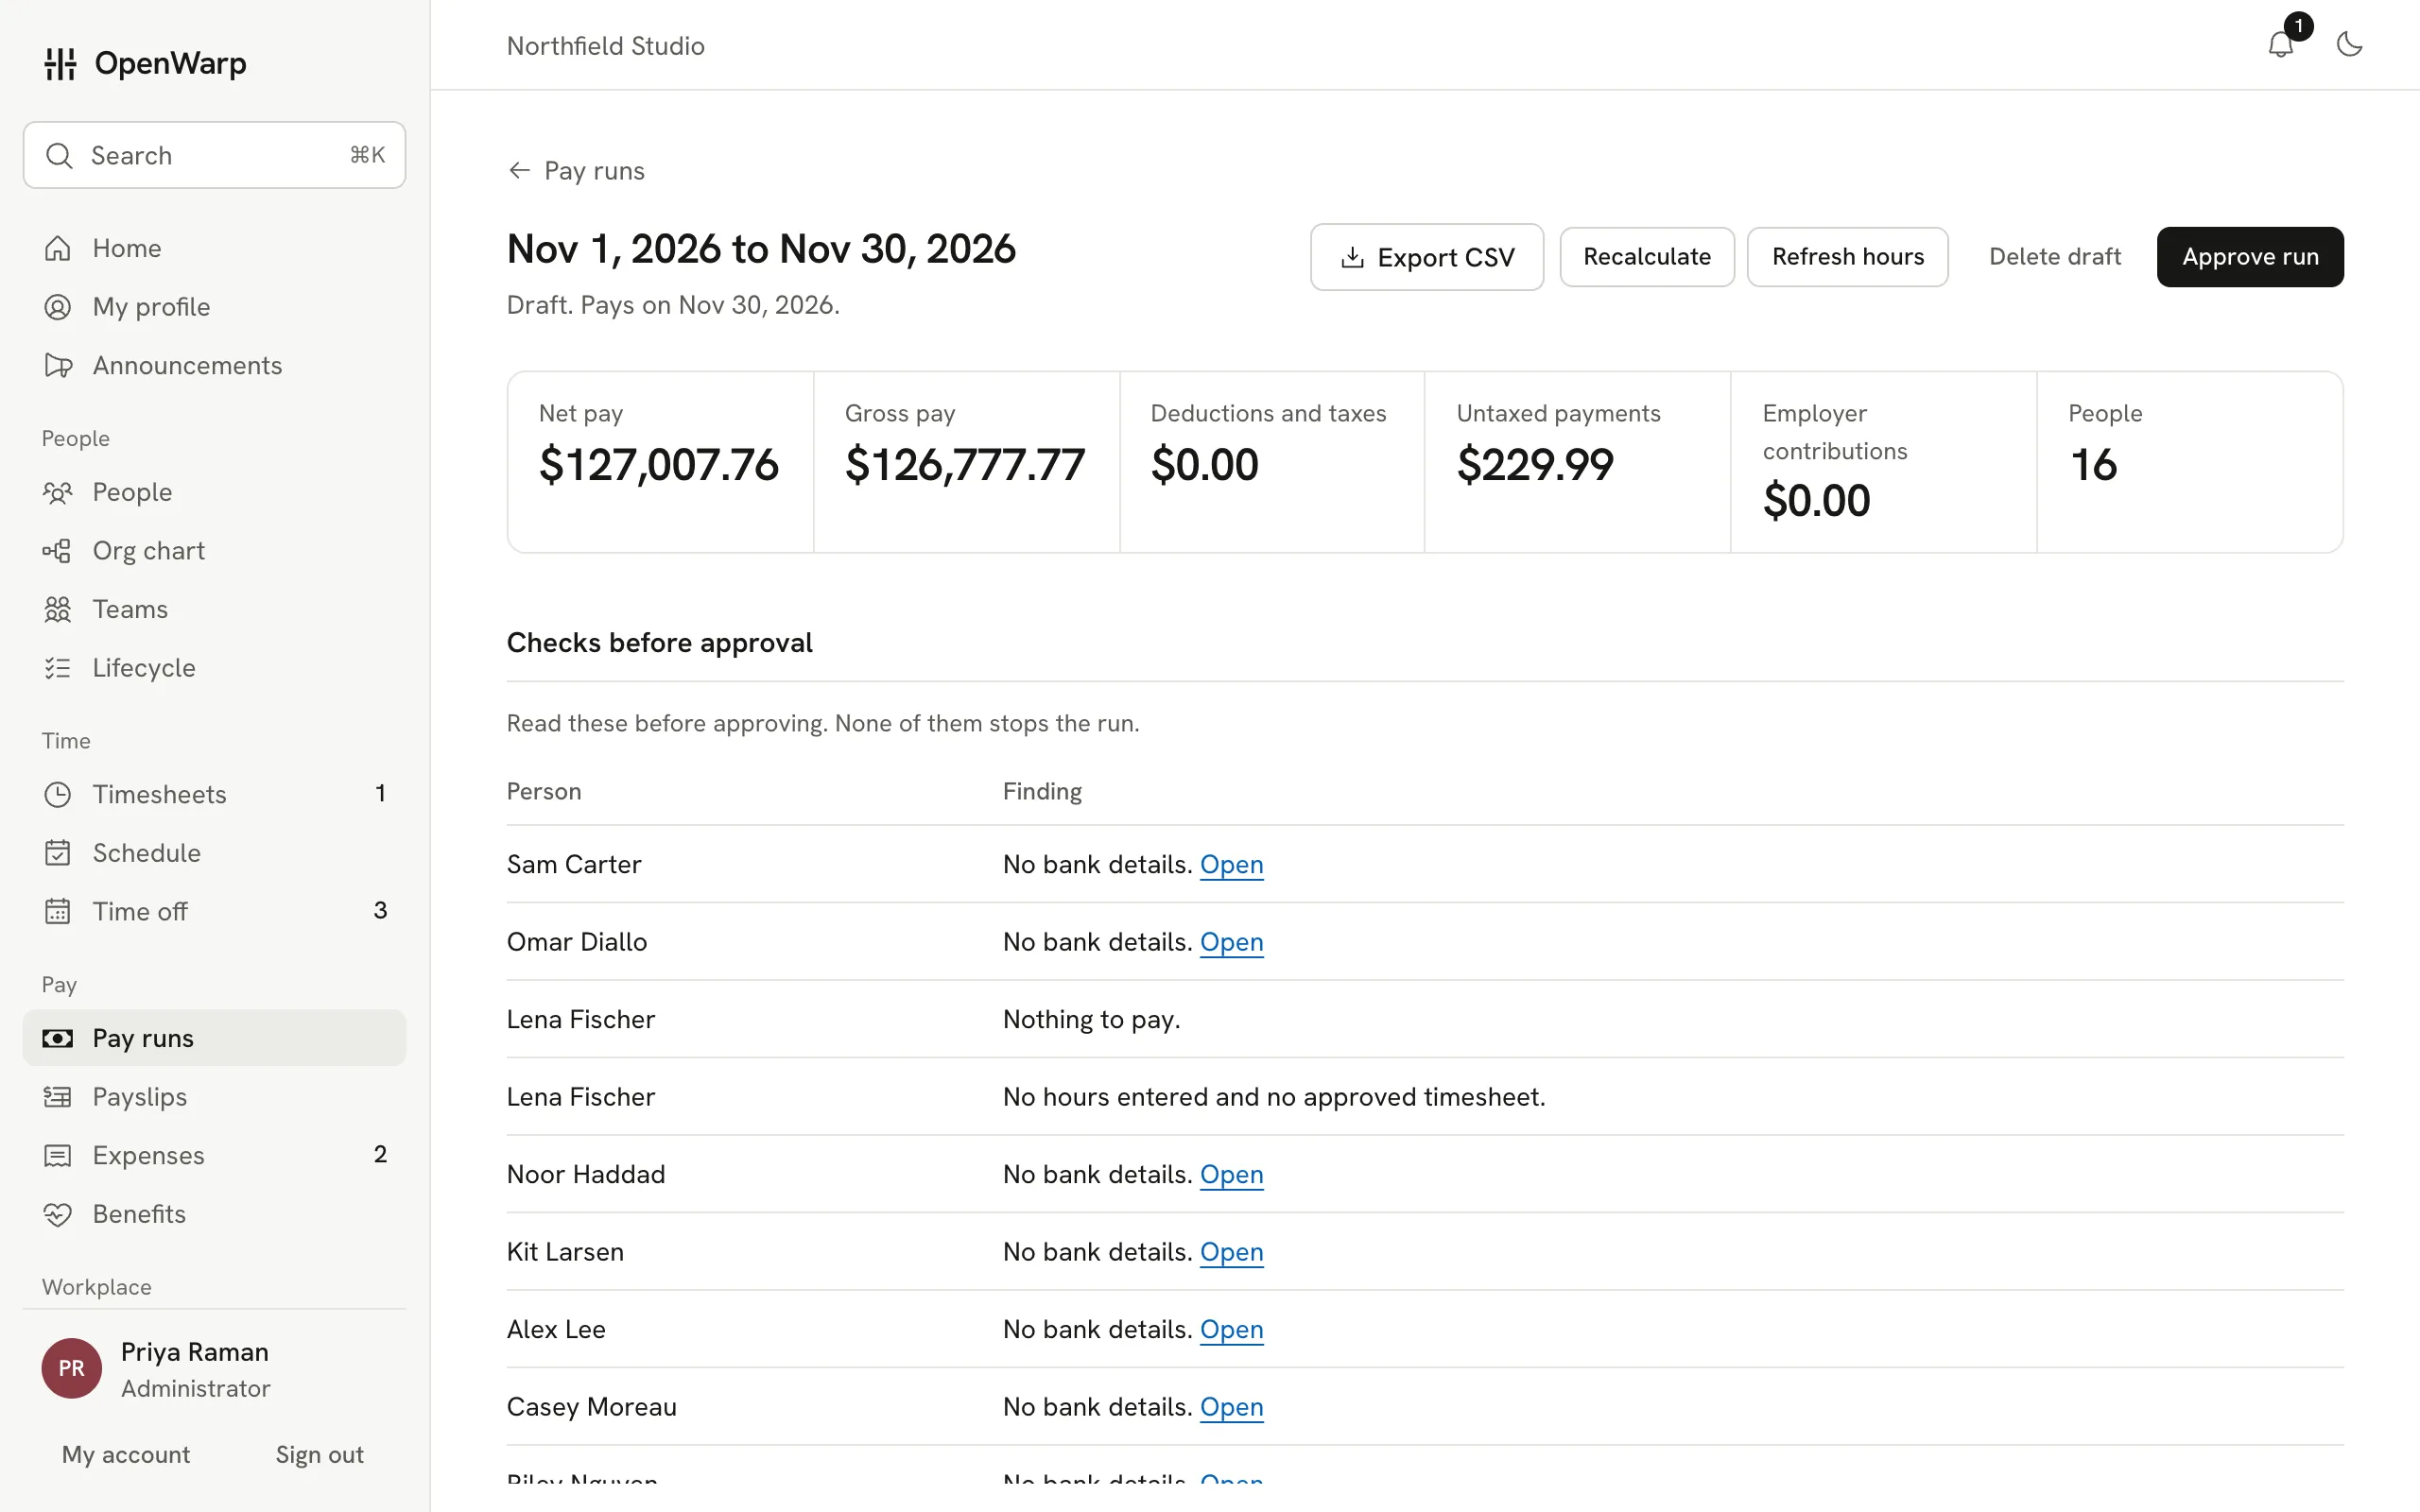 OpenWarp
Search ⌘K
Home
My profile
Announcements
People
People
Org chart
Teams
Lifecycle
Time
Timesheets 1
Schedule
Time off 3
Pay
Pay runs
Payslips
Expenses 2
Benefits
Workplace
PR
Priya Raman
Administrator
My account Sign out
Northfield Studio
1
Pay runs
Nov 1, 2026 to Nov 30, 2026
Draft. Pays on Nov 30, 2026.
Export CSV Recalculate Refresh hours Delete draft Approve run
Net pay
$127,007.76
Gross pay
$126,777.77
Deductions and taxes
$0.00
Untaxed payments
$229.99
Employer
contributions
$0.00
People
16
Checks before approval
Read these before approving. None of them stops the run.
Person Finding
Sam Carter No bank details. Open
Omar Diallo No bank details. Open
Lena Fischer Nothing to pay.
Lena Fischer No hours entered and no approved timesheet.
Noor Haddad No bank details. Open
Kit Larsen No bank details. Open
Alex Lee No bank details. Open
Casey Moreau No bank details. Open
Riley Nguyen No bank details. Open